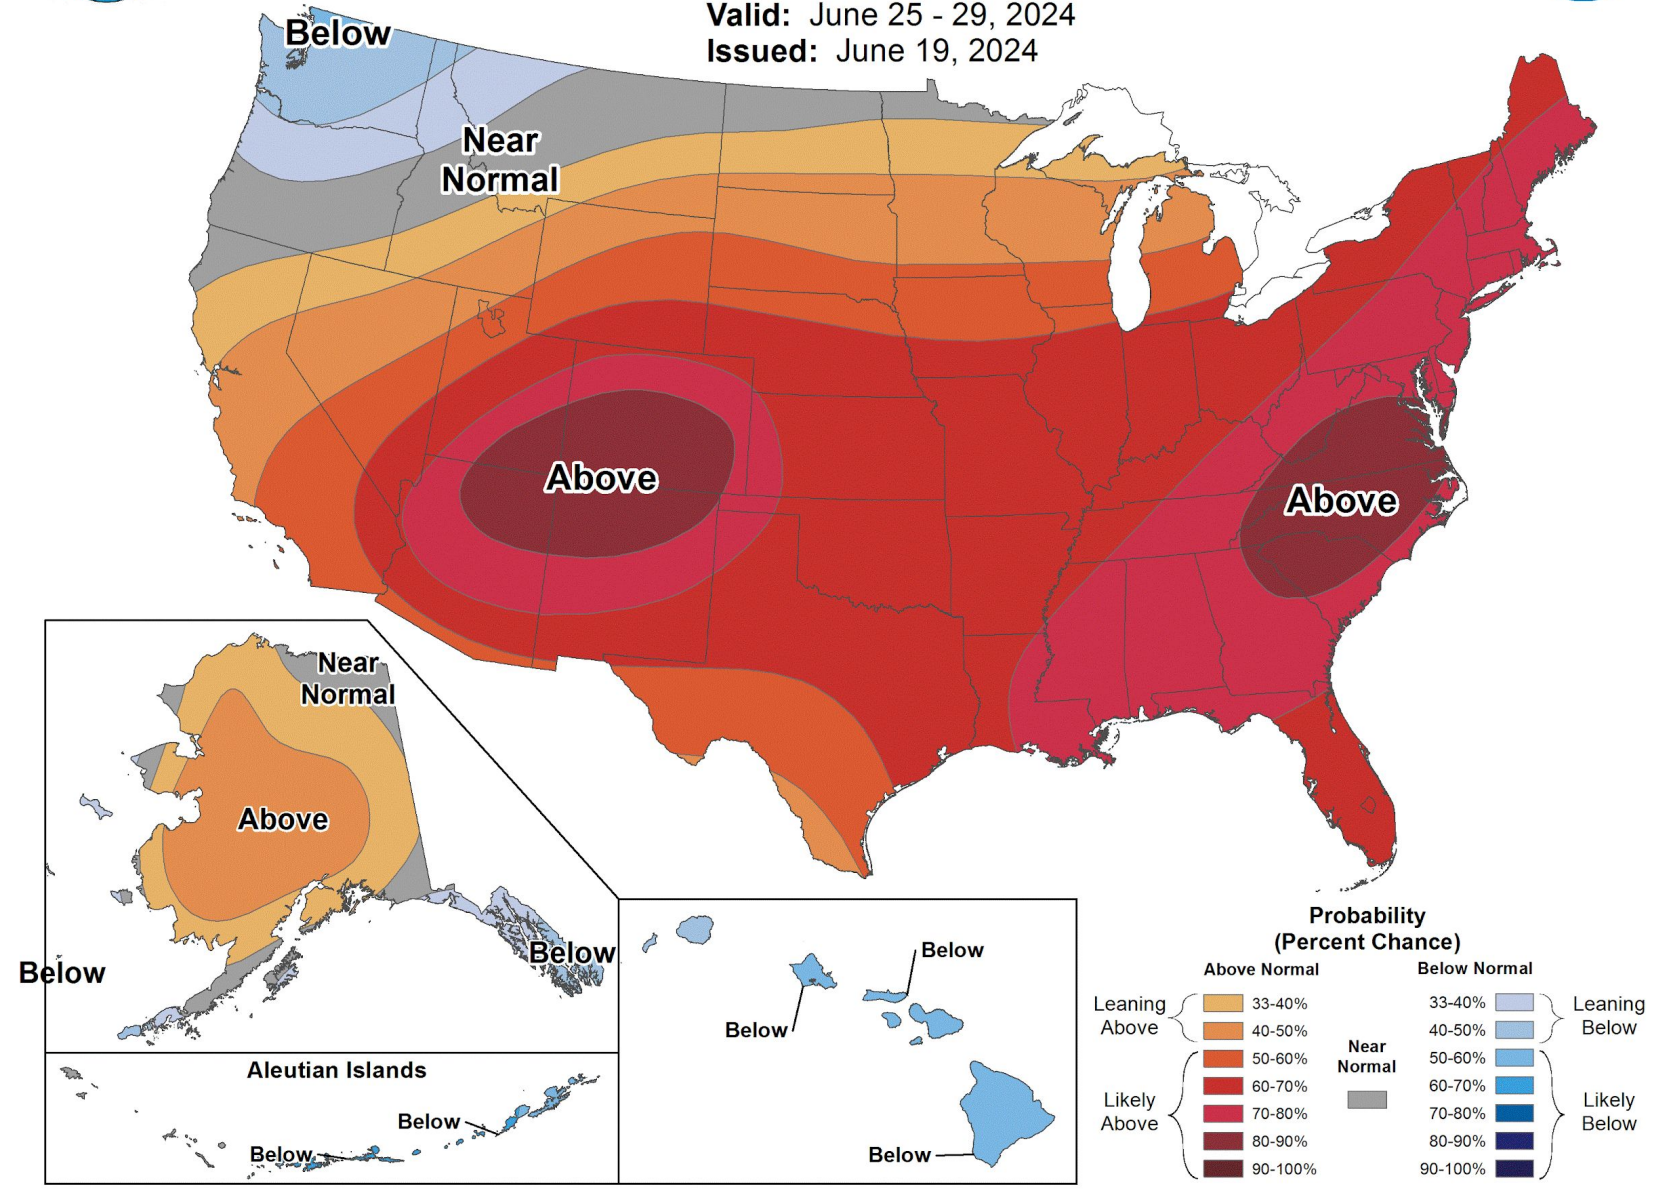 Valid: June 25 - 29, 2024
Issued: June 19, 2024
Below
Near
Normal
Above
Above
Near
Normal
Above
Below
Below
Aleutian Islands
Below
Below
Below
Below
Below
Probability
(Percent Chance)
Above Normal
Below Normal
Leaning
Above
33-40%
40-50%
Likely
Above
50-60%
60-70%
70-80%
80-90%
90-100%
Near
Normal
33-40%
40-50%
Leaning
Below
50-60%
60-70%
70-80%
80-90%
90-100%
Likely
Below